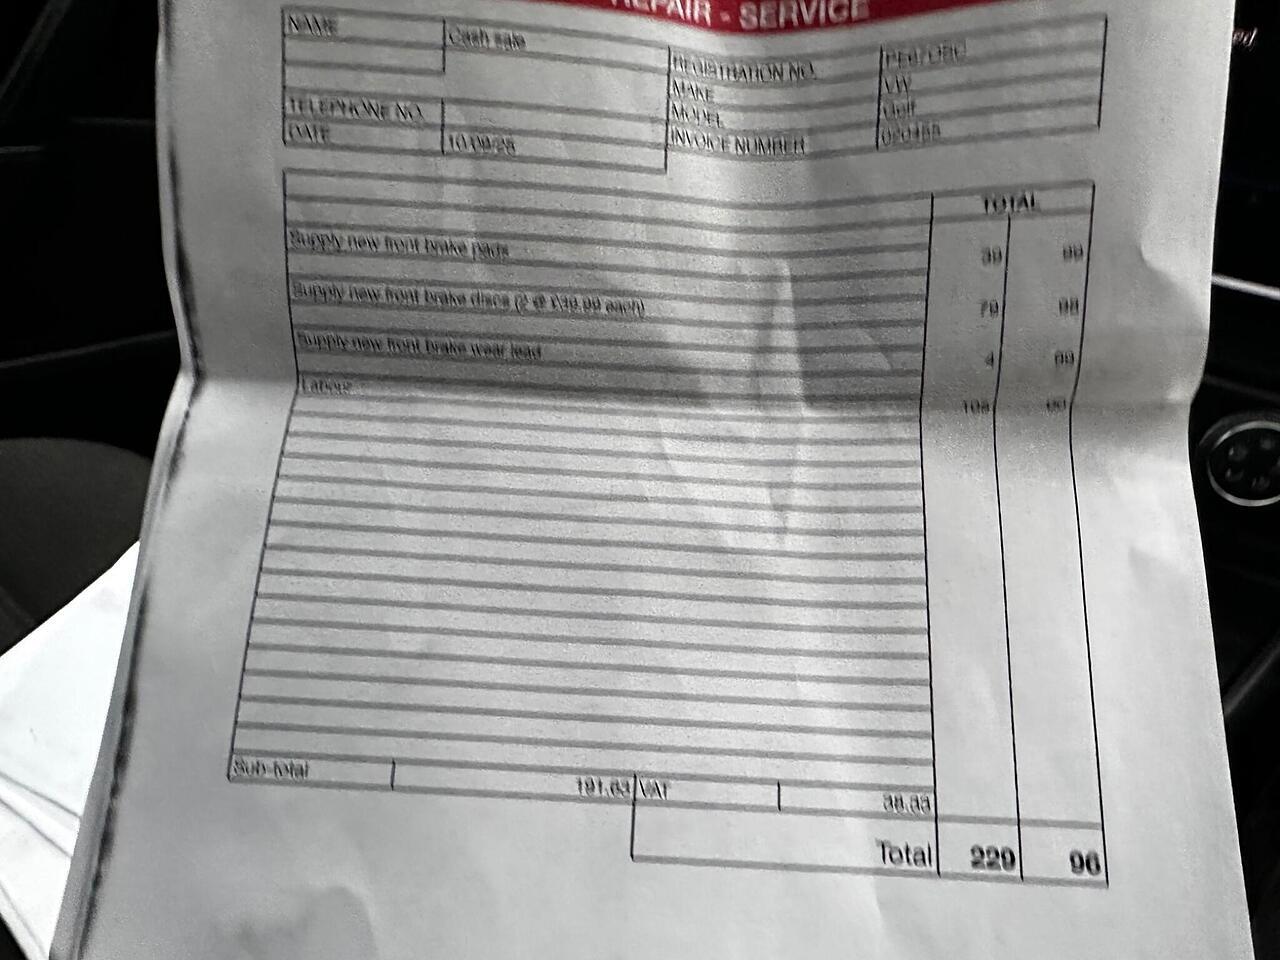 REPAIR - SERVICE
NAME Cash sale
REGISTRATION NO.
MAKE VW
MODEL Golf
TELEPHONE NO.
DATE 10/09/25
INVOICE NUMBER
TOTAL
Supply new front brake pads 39 99
Supply new front brake discs (2 @ £39.99 each) 79 98
Supply new front brake wear lead 4 99
Labour
Sub-total 191.63 VAT 38.33
Total 229 96